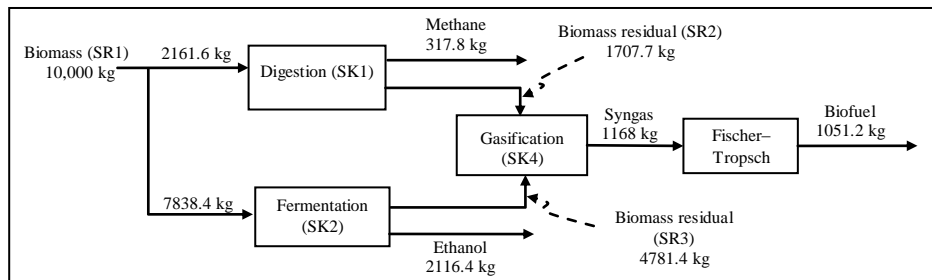 Methane
317.8 kg
Biomass residual (SR2)
1707.7 kg
Biomass (SR1)
10,000 kg
2161.6 kg
Digestion (SK1)
Syngas
1168 kg
Biofuel
1051.2 kg
Gasification
(SK4)
Fischer–
Tropsch
7838.4 kg
Fermentation
(SK2)
Biomass residual
(SR3)
4781.4 kg
Ethanol
2116.4 kg